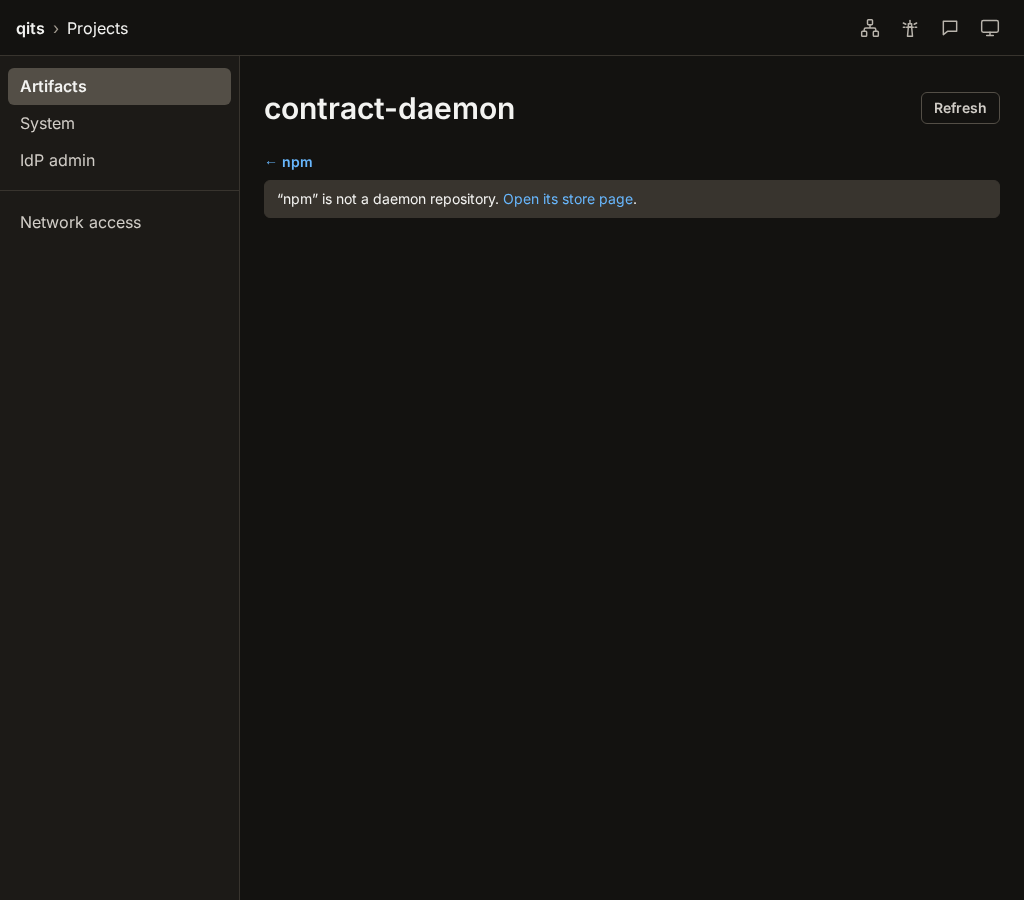 qits › Projects
Artifacts
System
IdP admin
Network access
contract-daemon
Refresh
← npm
“npm” is not a daemon repository. Open its store page.